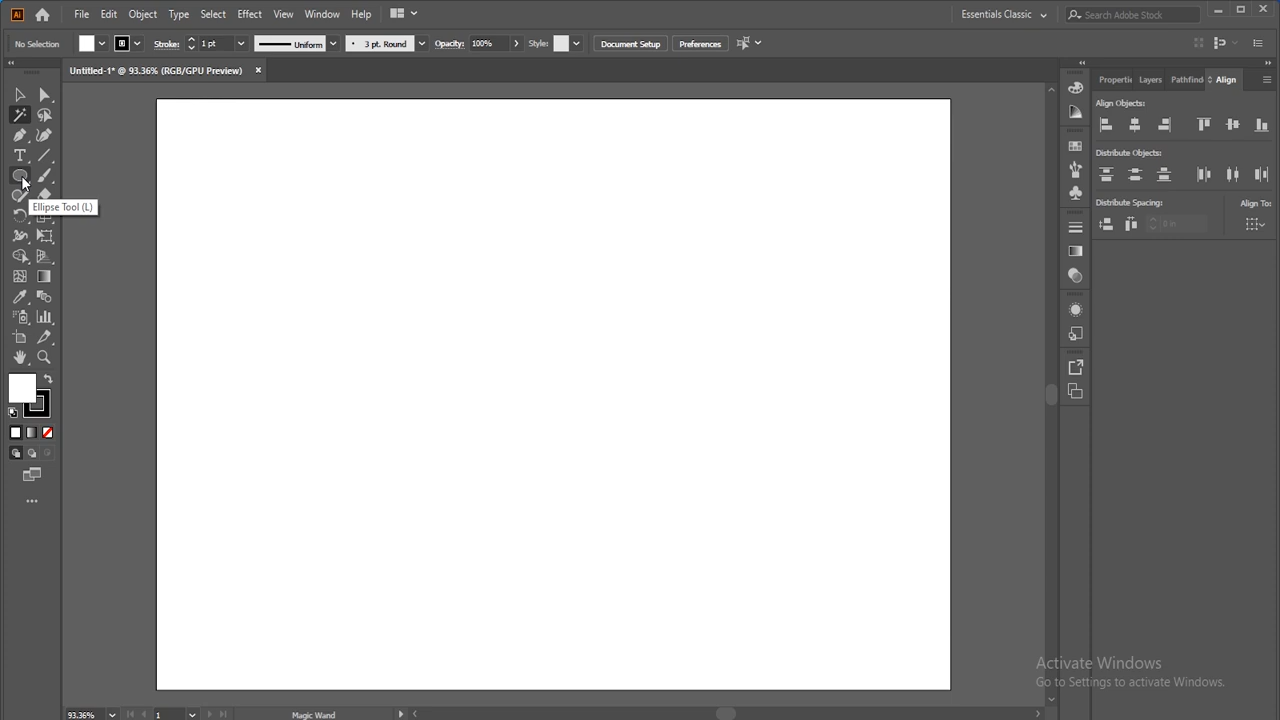 Ai File Edit Object Type Select Effect View Window Help Essentials Classic Search Adobe Stock
No Selection Stroke: 1 pt Uniform 3 pt. Round Opacity: 100% Style: Document Setup Preferences
Untitled-1* @ 93.36% (RGB/GPU Preview)
Properti Layers Pathfind Align
Align Objects:
Distribute Objects:
Distribute Spacing: Align To:
Ellipse Tool (L)
Activate Windows
Go to Settings to activate Windows.
93.36% 1 Magic Wand